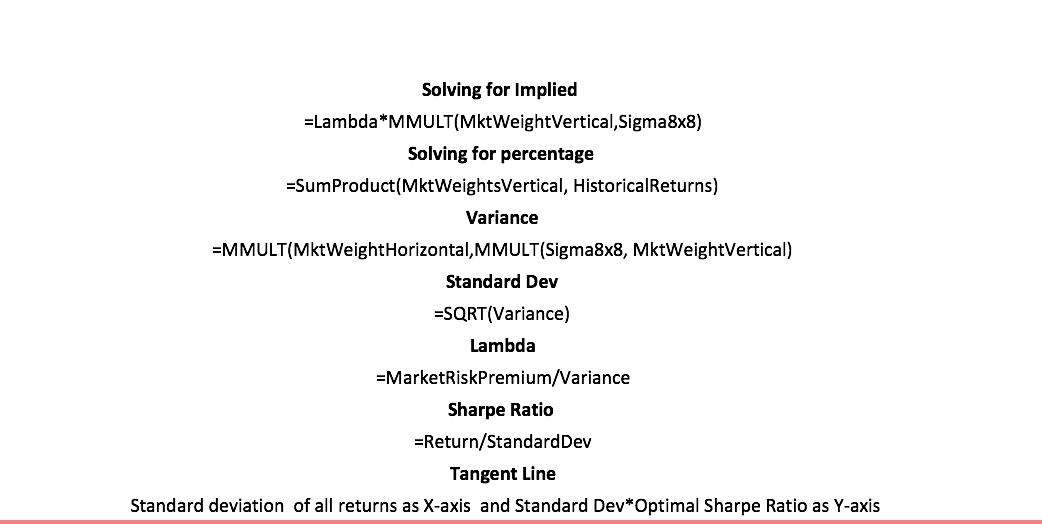 Solving for Implied
=Lambda*MMULT(MktWeightVertical,Sigma8x8)
Solving for percentage
=SumProduct(MktWeightsVertical, HistoricalReturns)
Variance
=MMULT(MktWeightHorizontal,MMULT(Sigma8x8, MktWeightVertical)
Standard Dev
=SQRT(Variance)
Lambda
=MarketRiskPremium/Variance
Sharpe Ratio
=Return/StandardDev
Tangent Line
Standard deviation of all returns as X-axis and Standard Dev*Optimal Sharpe Ratio as Y-axis